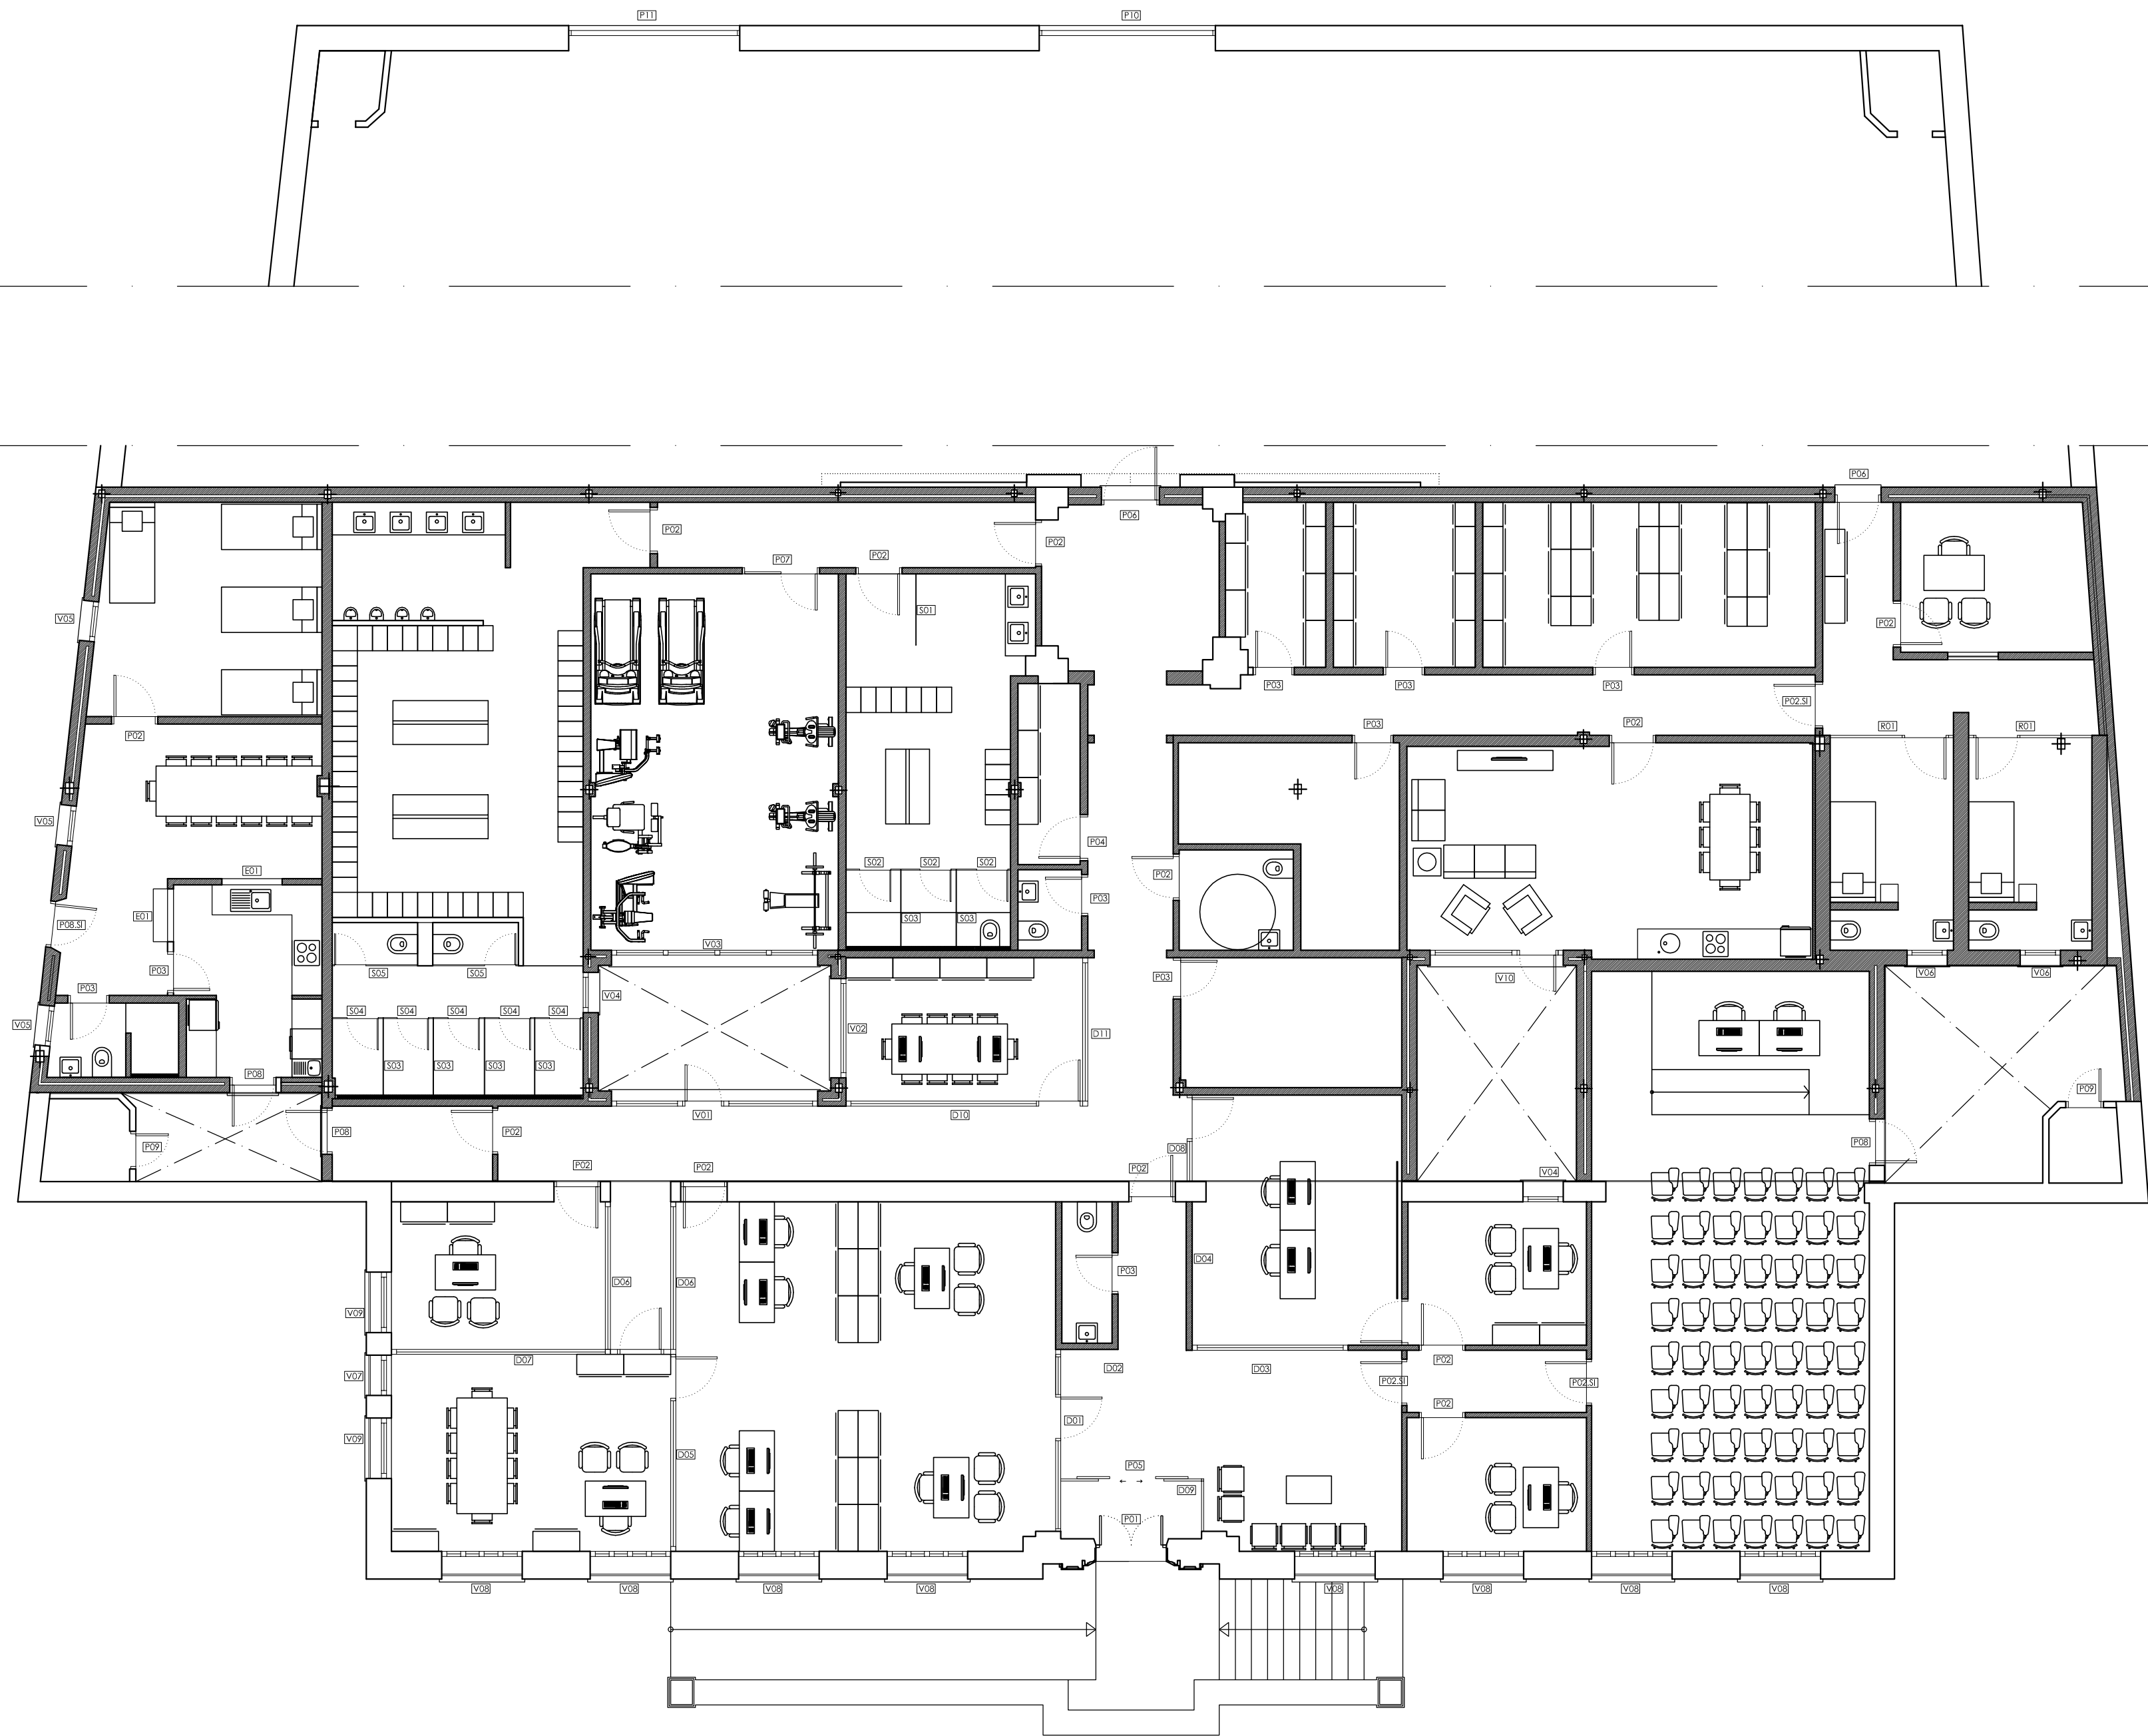 P11
P10
P06
P06
P02
P06
P02
P02
P07
S01
V05
P02
P03
P03
P03
P02.SI
P03
P02
R01
R01
P02
V05
P04
E01
S02
S02
S02
P02
P03
E01
S03
S03
P08.SI
V03
P03
S05
S05
P03
V10
V06
V06
P03
V04
S04
S04
S04
S04
S04
V05
V02
D11
S03
S03
S03
S03
P08
P09
V01
D10
P08
P02
P09
D08
P08
P02
P02
P02
V04
D04
P03
D06
D06
V09
D07
D02
D03
P02
V07
P02.SI
P02.SI
P02
D01
V09
D05
P05
D09
P01
V08
V08
V08
V08
V08
V08
V08
V08